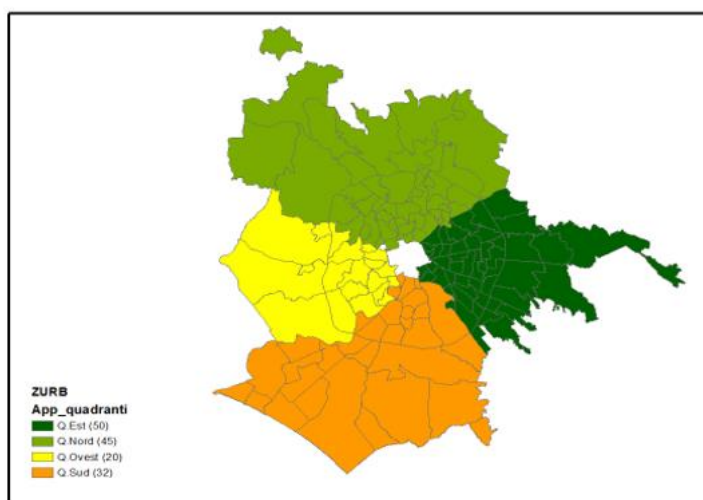 ZURB
App_quadranti
Q.Est (50)
Q.Nord (45)
Q.Ovest (20)
Q.Sud (32)